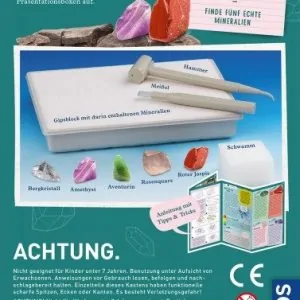 Präsentationsboxen auf.
FINDE FÜNF ECHTE
MINERALIEN
Hammer
Meißel
Gipsblock mit darin enthaltenen Mineralien
Schwamm
Bergkristall
Amethyst
Aventurin
Rosenquarz
Roter Jaspis
Anleitung mit
Tipps & Tricks
ACHTUNG.
Nicht geeignet für Kinder unter 7 Jahren. Benutzung unter Aufsicht von
Erwachsenen. Anweisungen vor Gebrauch lesen, befolgen und nach-
schlagebereit halten. Einzelteile dieses Kastens haben funktionelle
scharfe Spitzen, Ecken oder Kanten. Es besteht Verletzungsgefahr!
CE
0-3
S